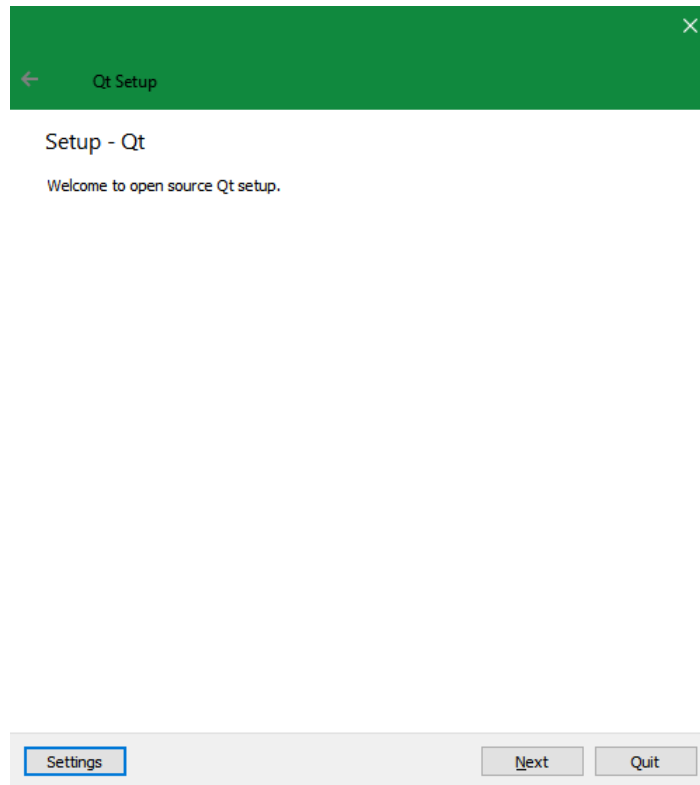 Qt Setup
Setup - Qt
Welcome to open source Qt setup.
Settings
Next
Quit